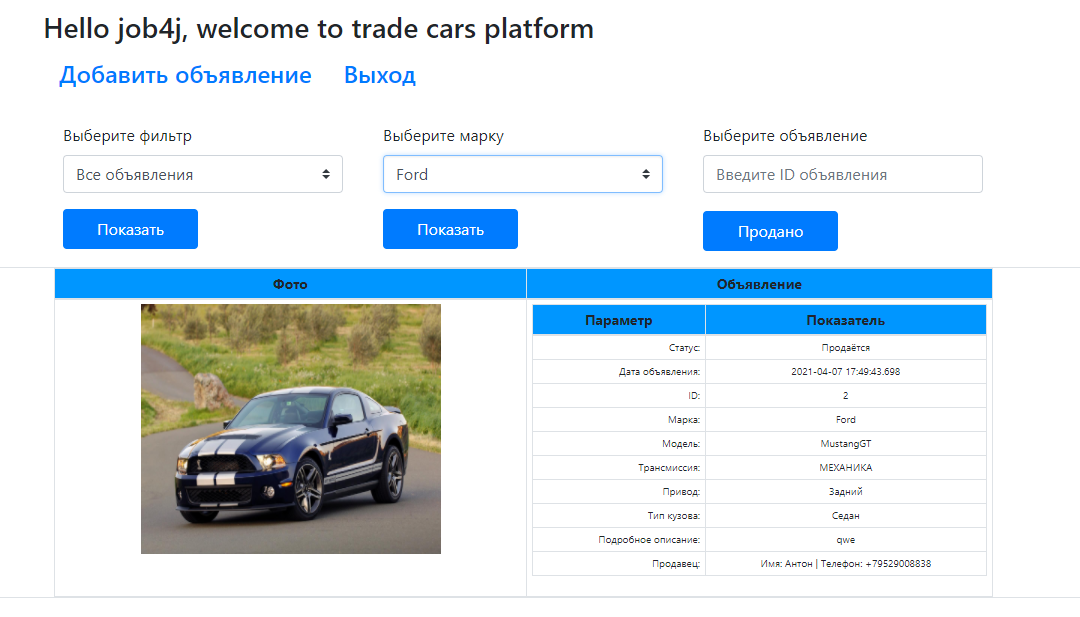 Hello job4j, welcome to trade cars platform
Добавить объявление Выход
Выберите фильтр Выберите марку Выберите объявление
Все объявления Ford Введите ID объявления
Показать Показать Продано
Фото Объявление
Параметр Показатель
Статус: Продаётся
Дата объявления: 2021-04-07 17:49:43.698
ID: 2
Марка: Ford
Модель: MustangGT
Трансмиссия: МЕХАНИКА
Привод: Задний
Тип кузова: Седан
Подробное описание: qwe
Продавец: Имя: Антон | Телефон: +79529008838